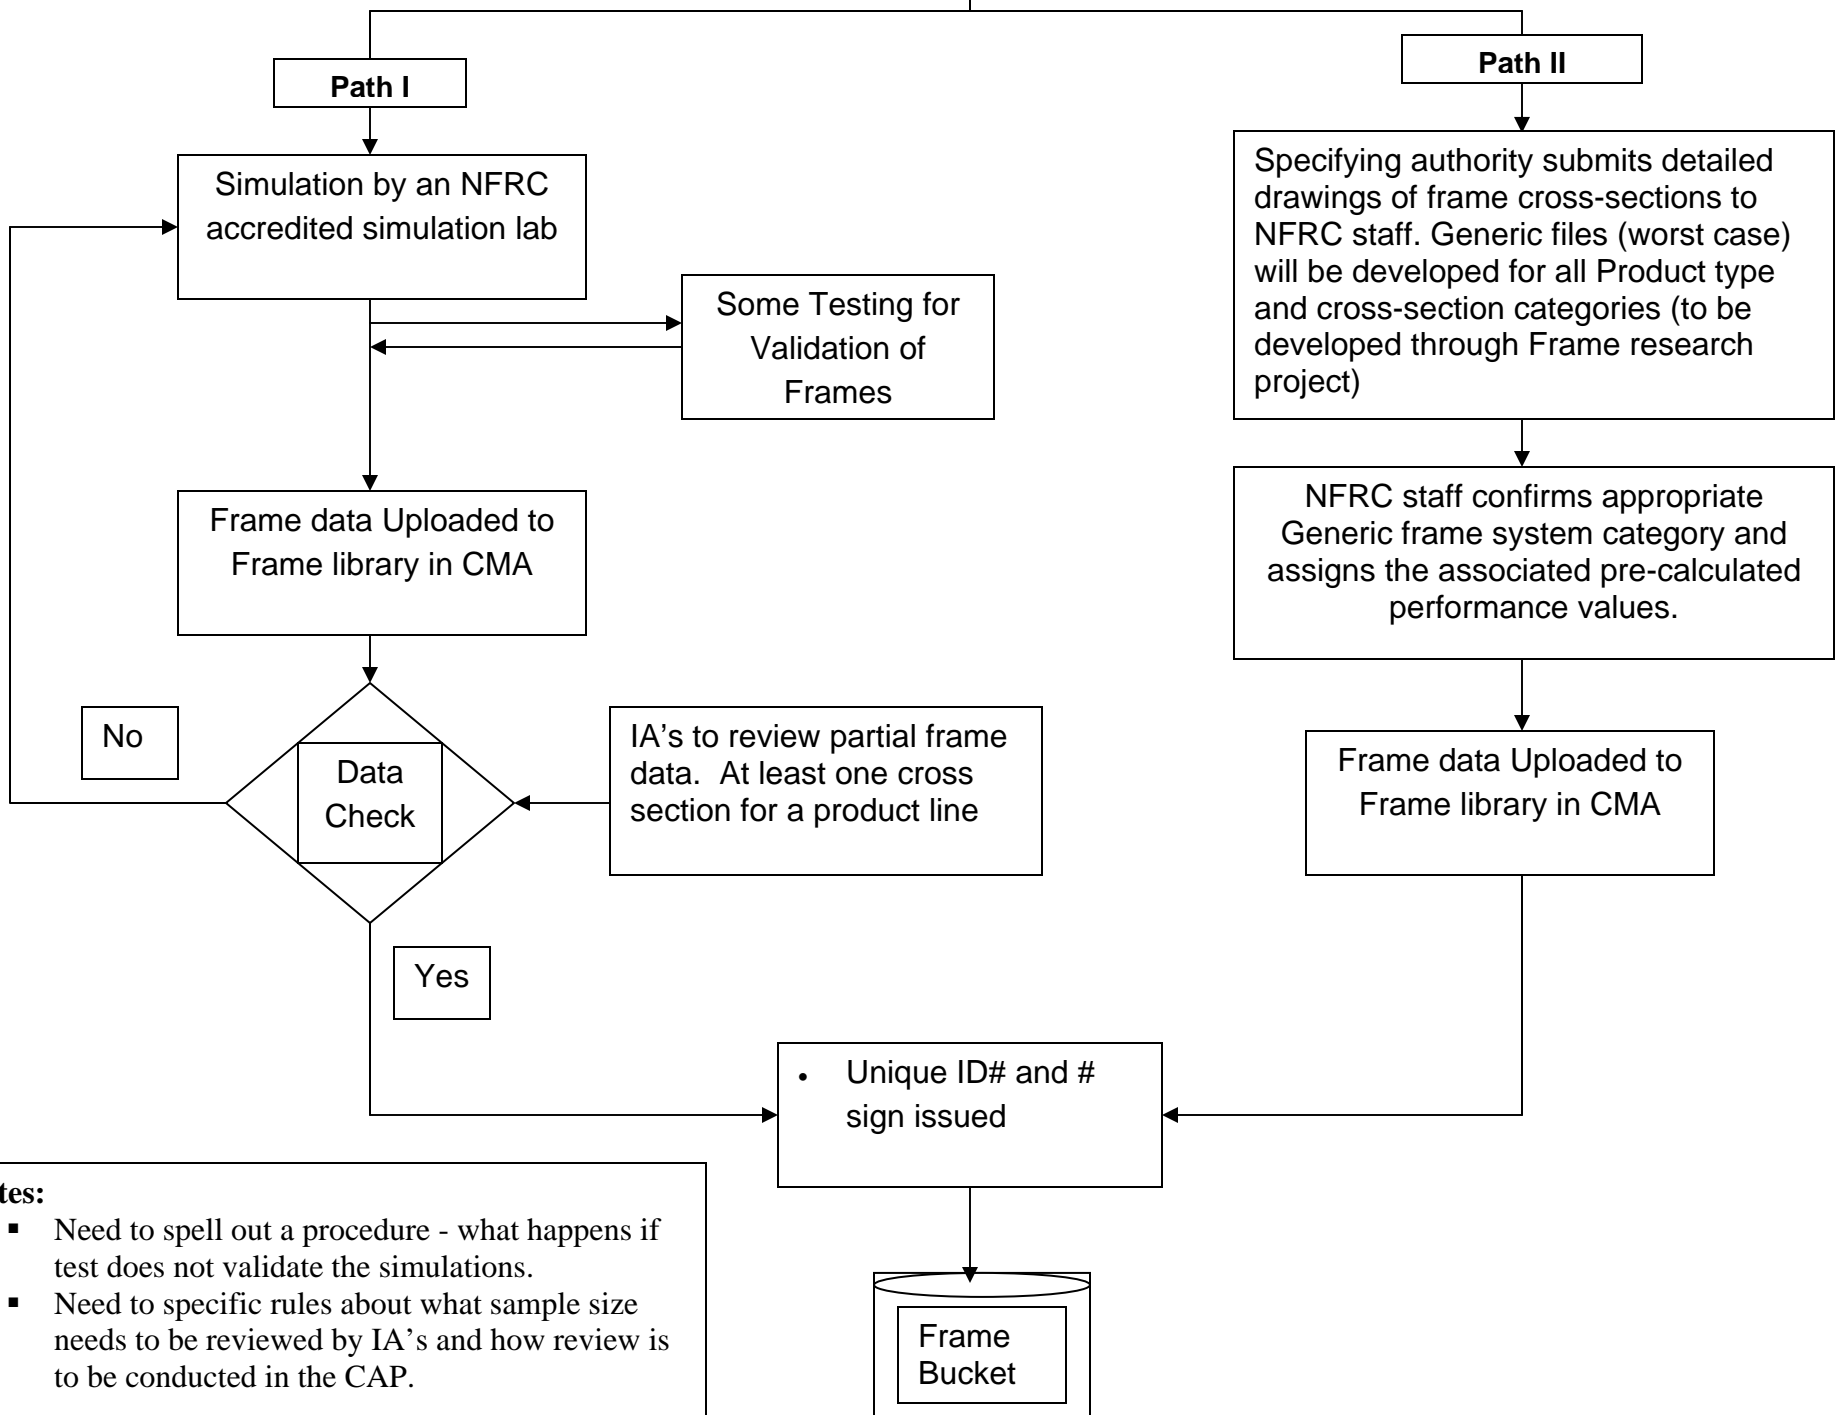 Path I
Path II
Simulation by an NFRC
accredited simulation lab
Some Testing for
Validation of
Frames
Specifying authority submits detailed
drawings of frame cross-sections to
NFRC staff. Generic files (worst case)
will be developed for all Product type
and cross-section categories (to be
developed through Frame research
project)
Frame data Uploaded to
Frame library in CMA
NFRC staff confirms appropriate
Generic frame system category and
assigns the associated pre-calculated
performance values.
No
Data
Check
IA's to review partial frame
data.  At least one cross
section for a product line
Frame data Uploaded to
Frame library in CMA
Yes
• Unique ID# and #
sign issued
tes:
▪ Need to spell out a procedure - what happens if
test does not validate the simulations.
▪ Need to specific rules about what sample size
needs to be reviewed by IA's and how review is
to be conducted in the CAP.
Frame
Bucket